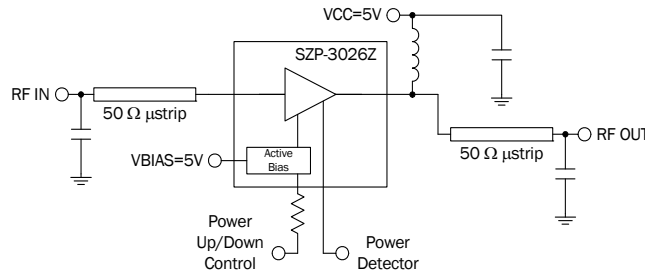 VCC=5V
SZP-3026Z
RF IN
50 Ω µstrip
RF OUT
50 Ω µstrip
VBIAS=5V
Active
Bias
Power
Up/Down
Control
Power
Detector